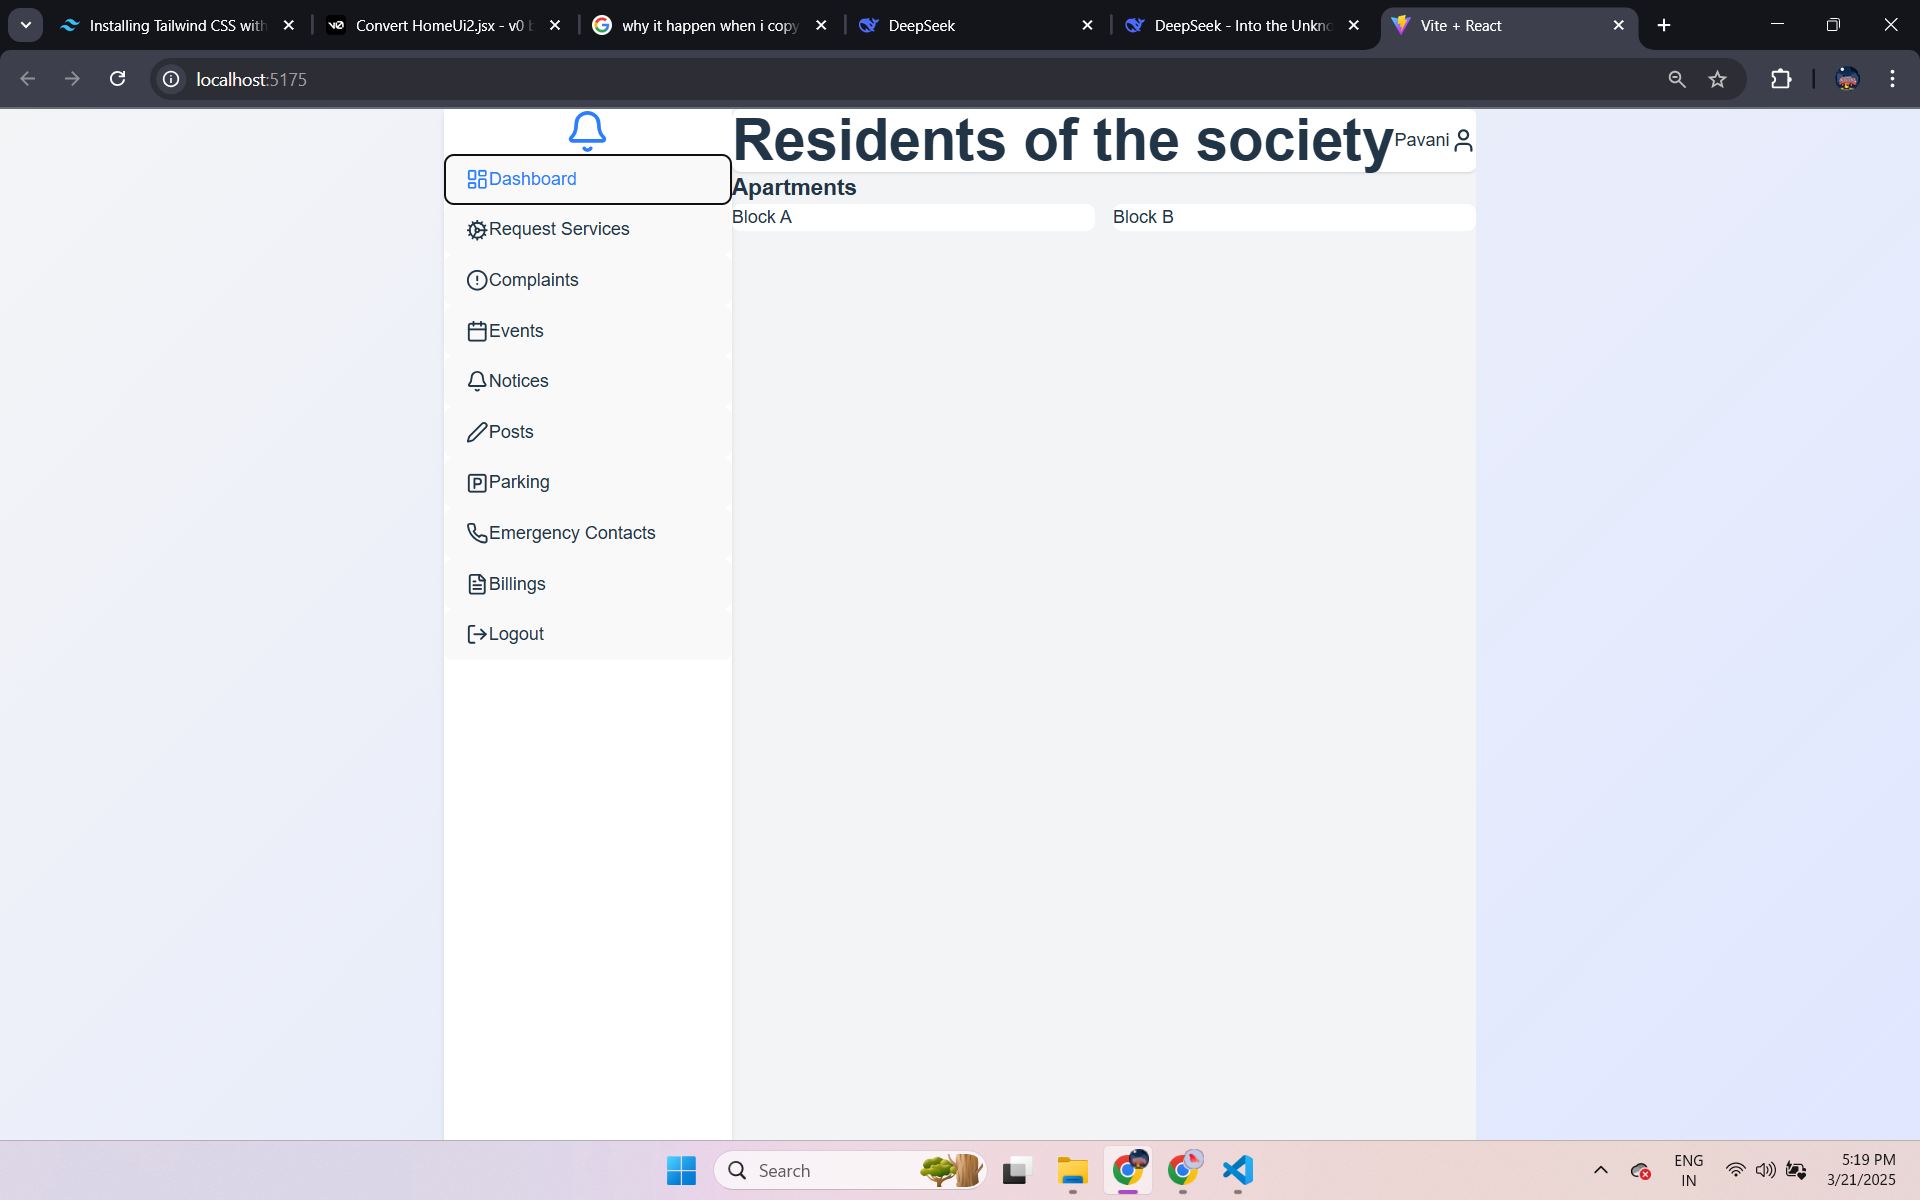 Installing Tailwind CSS with
Convert HomeUi2.jsx - v0 b
why it happen when i copy
DeepSeek
DeepSeek - Into the Unkno
Vite + React
localhost:5175
Residents of the society
Pavani
Dashboard
Apartments
Block A
Block B
Request Services
Complaints
Events
Notices
Posts
Parking
Emergency Contacts
Billings
Logout
Search
ENG
IN
5:19 PM
3/21/2025